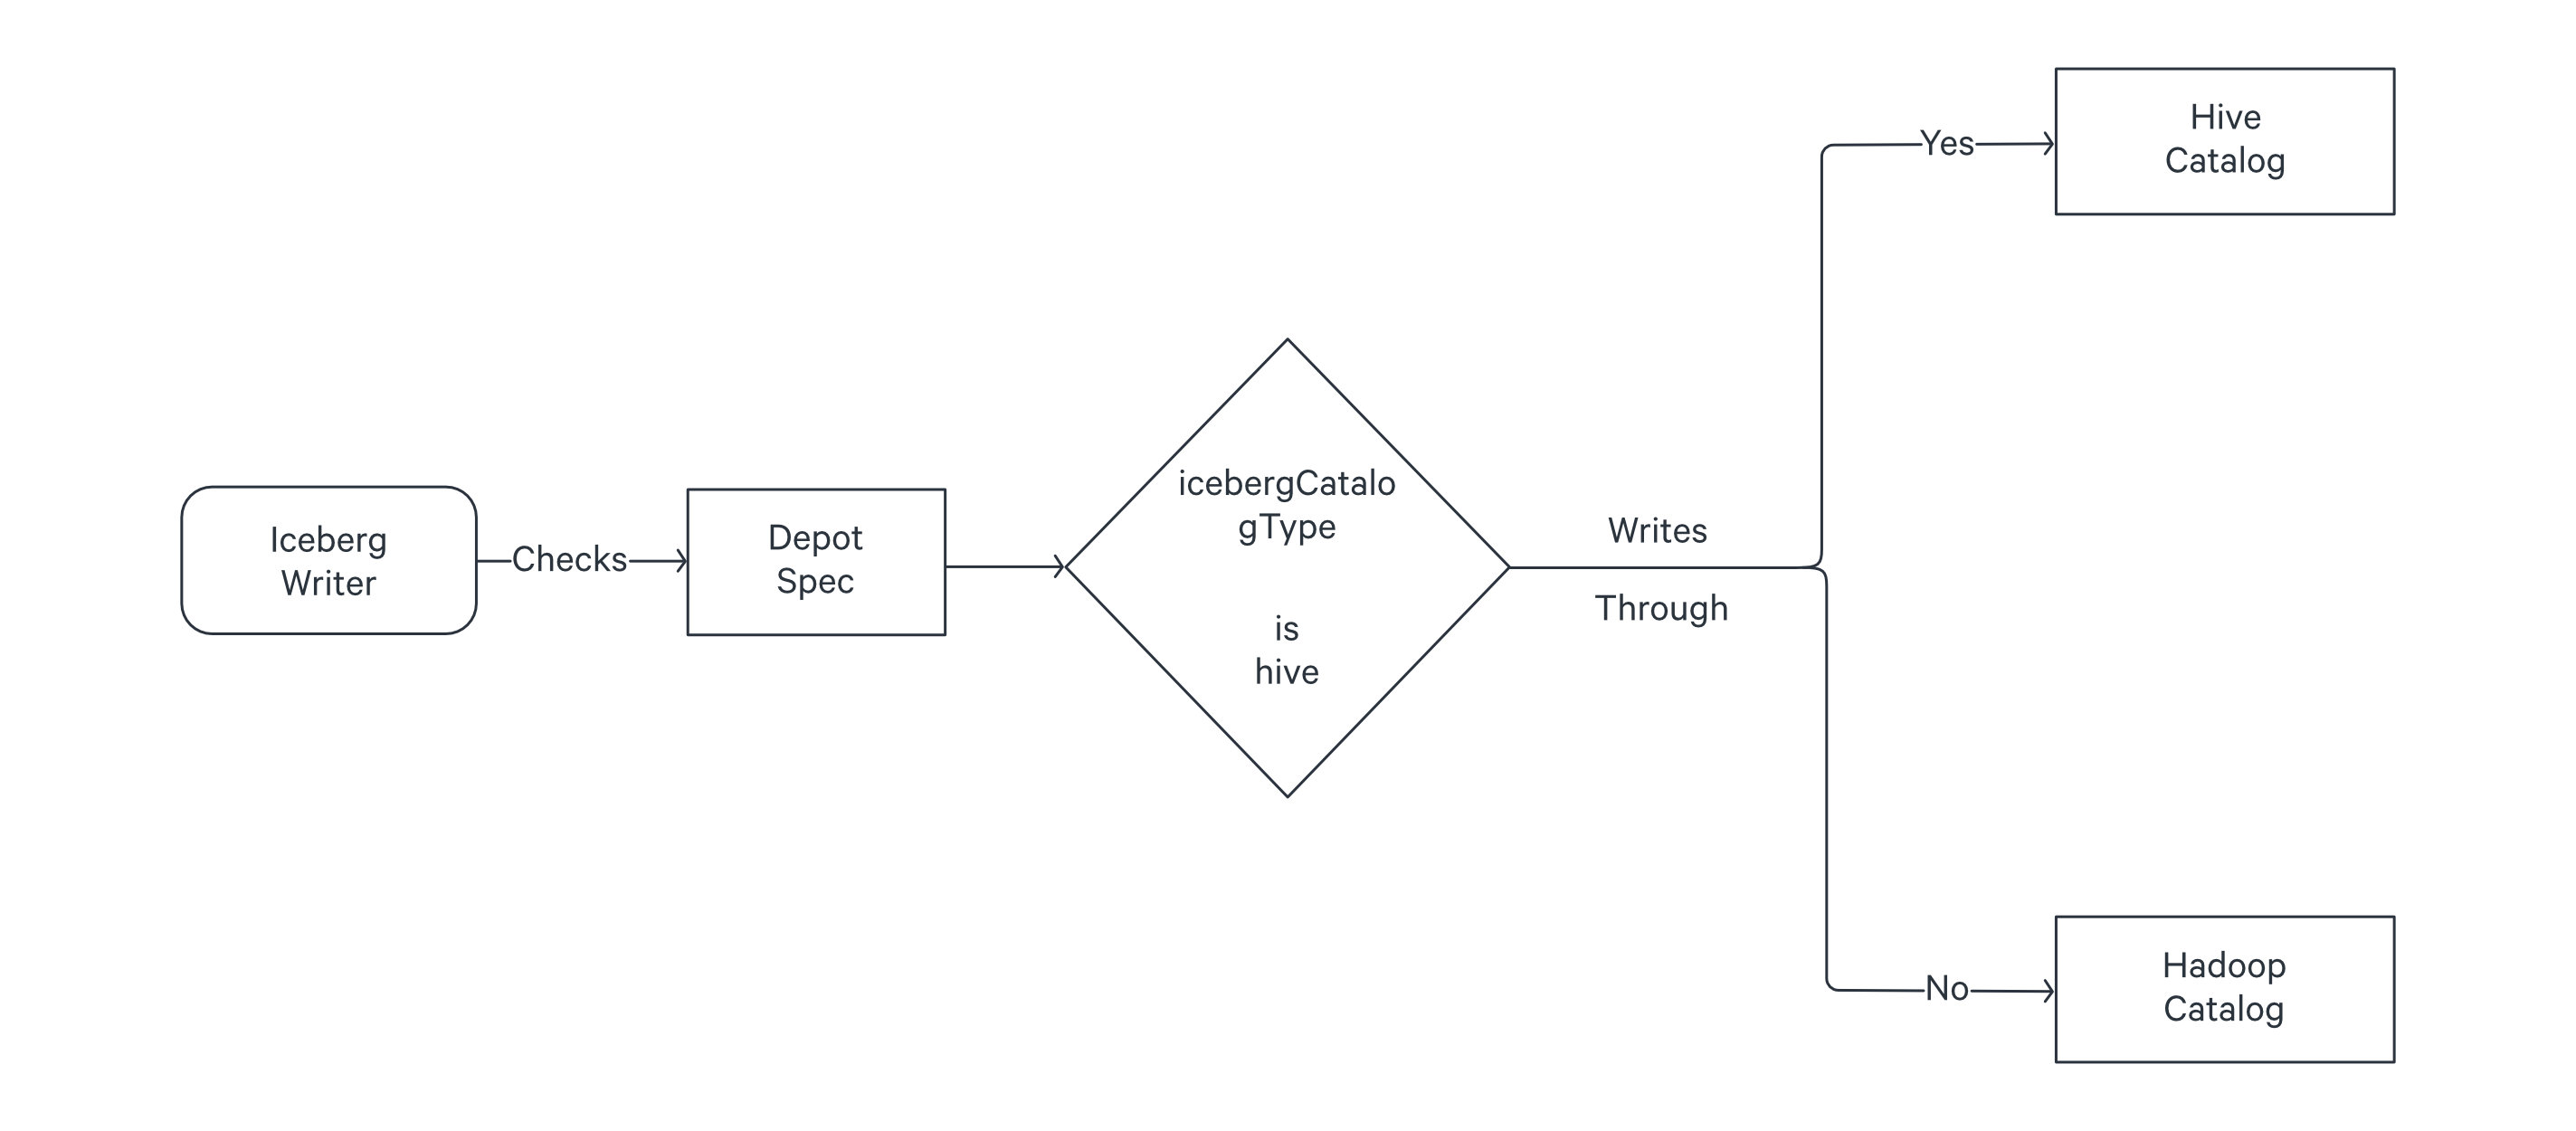 Iceberg
Writer
Checks
Depot
Spec
icebergCatalo
gType
is
hive
Writes
Through
Yes
Hive
Catalog
No
Hadoop
Catalog